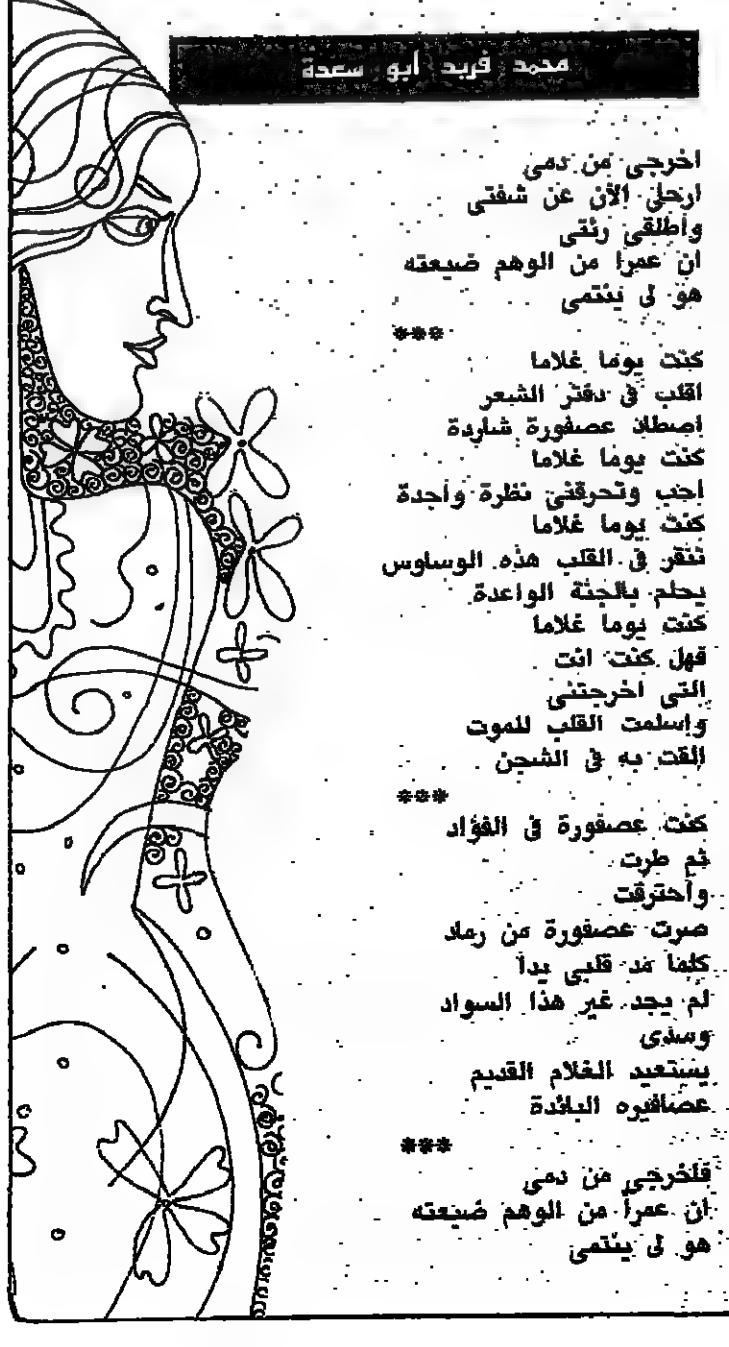 محمد فريد ابو سعدة
اخرجى من دمى
ارحلى الآن عن شفتى
واطلقى رئتى
ان عمرا من الوهم ضيعته
هو لى ينتمى
***
كنت يوما غلاما
اقلب فى دفتر الشعر
اصطاد عصفورة شاردة
كنت يوما غلاما
احب وتحرقنى نظرة واحدة
كنت يوما غلاما
تنقر فى القلب هذه الوساوس
يحلم بالجنة الواعدة
كنت يوما غلاما
فهل كنت انت
التى اخرجتنى
واسلمت القلب للموت
القت به فى الشجن
***
كنت عصفورة فى الفؤاد
ثم طرت
واحترقت
صرت عصفورة من رماد
كلما مد قلبى يدا
لم يجد غير هذا السواد
وسدى
يستعيد الغلام القديم
عصافيره البائدة
***
فلخرجى من دمى
ان عمرأ من الوهم ضيعته
هو لى ينتمى